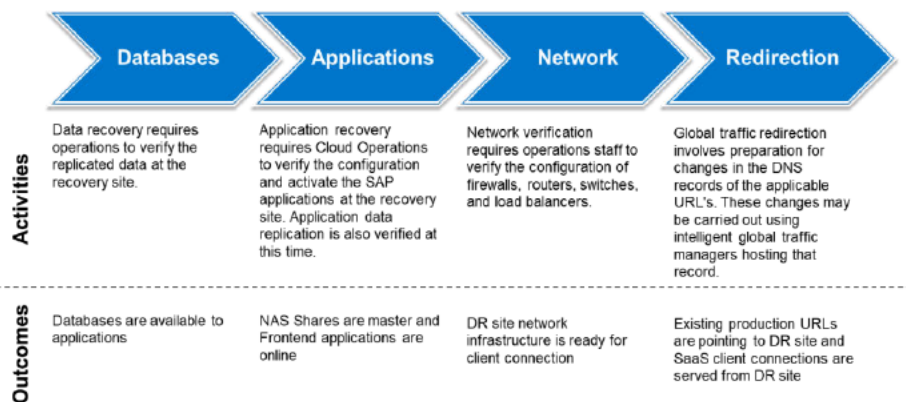 Databases
Applications
Network
Redirection
Activities
Data recovery requires
operations to verify the
replicated data at the
recovery site.
Application recovery
requires Cloud Operations
to verify the configuration
and activate the SAP
applications at the recovery
site. Application data
replication is also verified at
this time.
Network verification
requires operations staff to
verify the configuration of
firewalls, routers, switches,
and load balancers.
Global traffic redirection
involves preparation for
changes in the DNS
records of the applicable
URL's. These changes may
be carried out using
intelligent global traffic
managers hosting that
record.
Outcomes
Databases are available to
applications
NAS Shares are master and
Frontend applications are
online
DR site network
infrastructure is ready for
client connection
Existing production URLs
are pointing to DR site and
SaaS client connections are
served from DR site